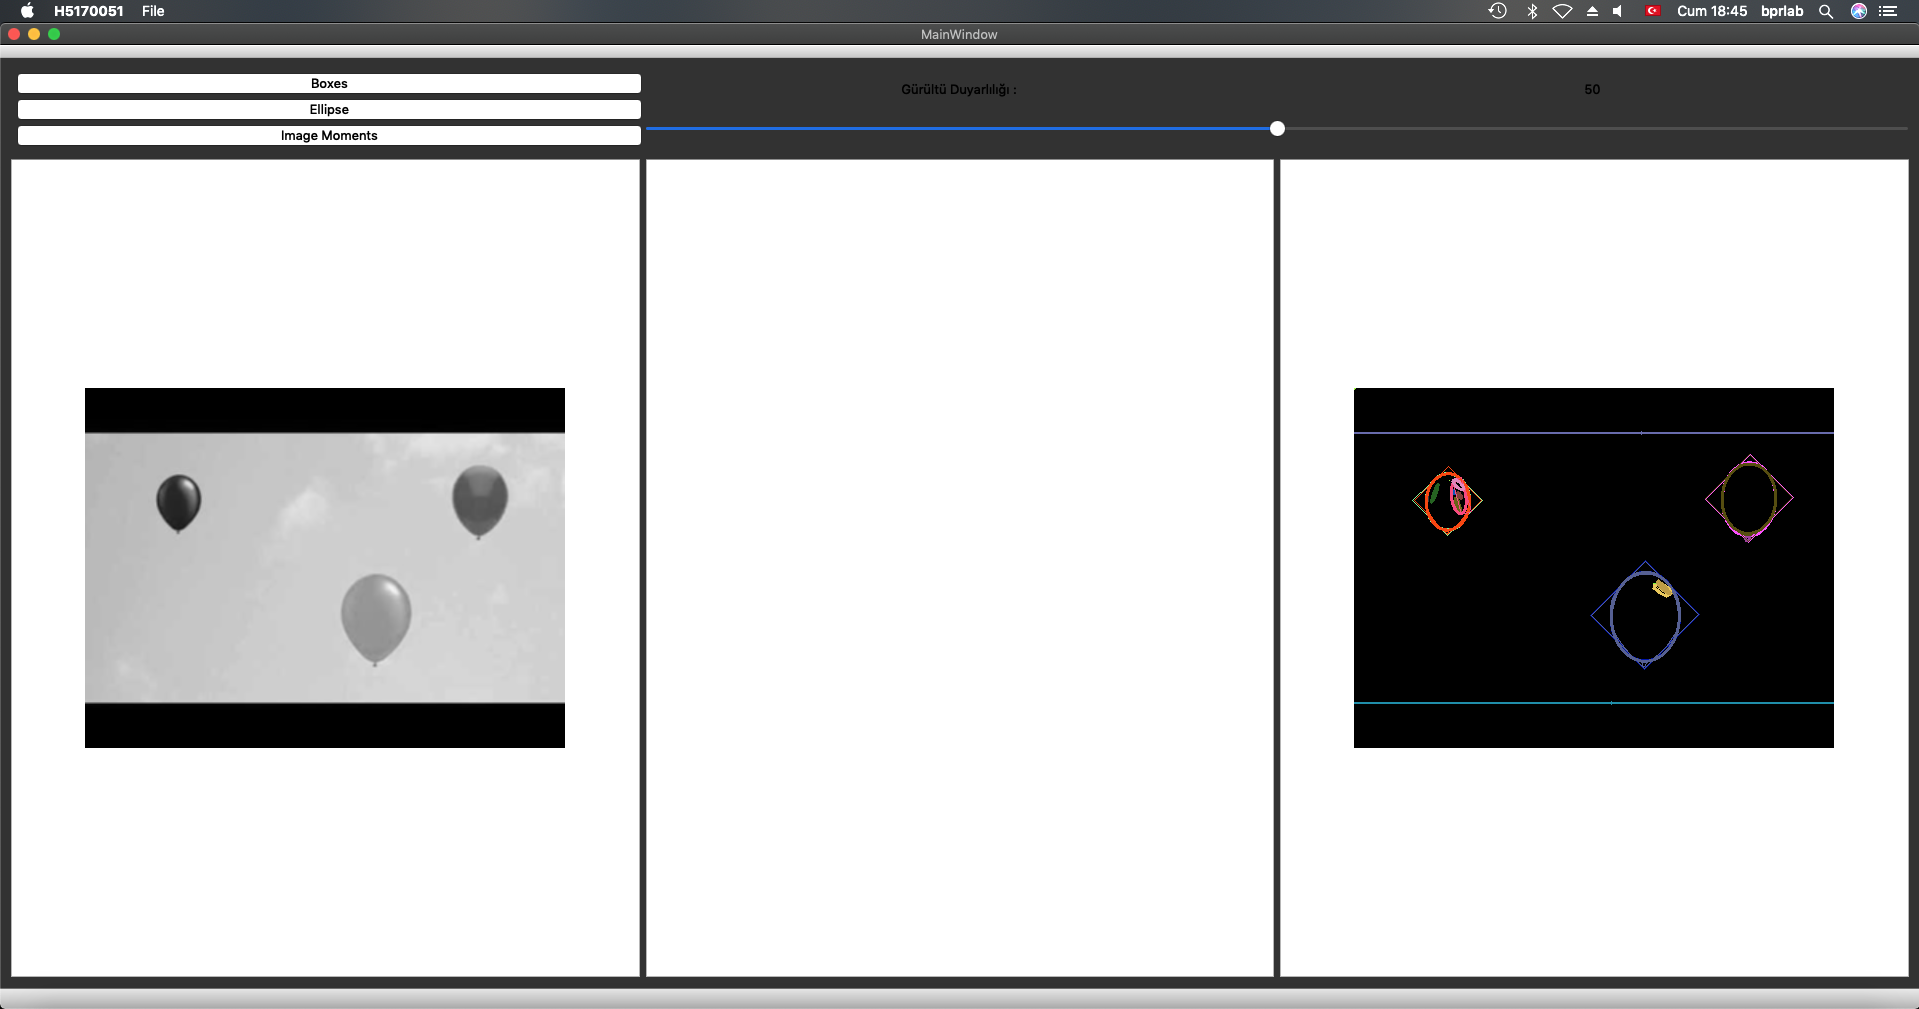 H5170051 File Cum 18:45 bprlab
MainWindow
Boxes
Gürültü Duyarlılığı : 50
Ellipse
Image Moments